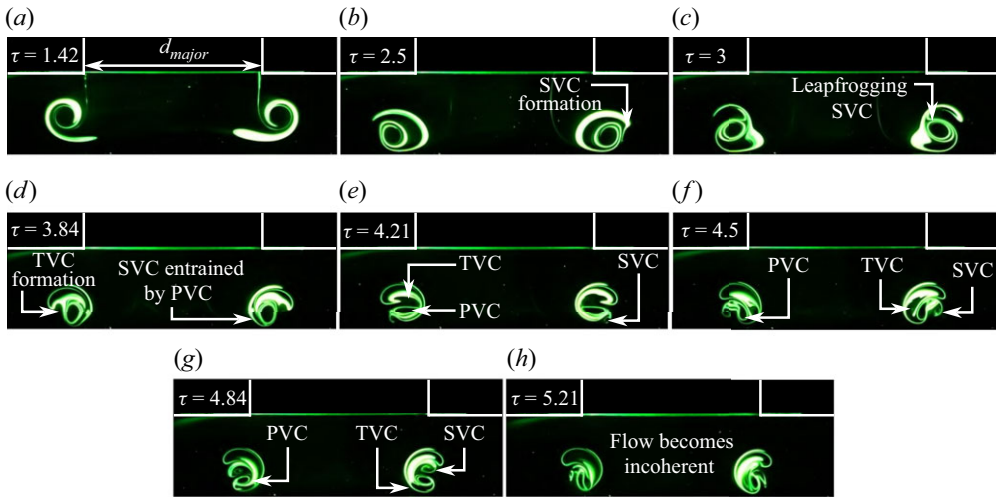 (a)
τ = 1.42
d_major
(b)
τ = 2.5
SVC
formation
(c)
τ = 3
Leapfrogging
SVC
(d)
τ = 3.84
TVC
formation
SVC entrained
by PVC
(e)
τ = 4.21
TVC
PVC
SVC
(f)
τ = 4.5
PVC
TVC
SVC
(g)
τ = 4.84
PVC
TVC
SVC
(h)
τ = 5.21
Flow becomes
incoherent